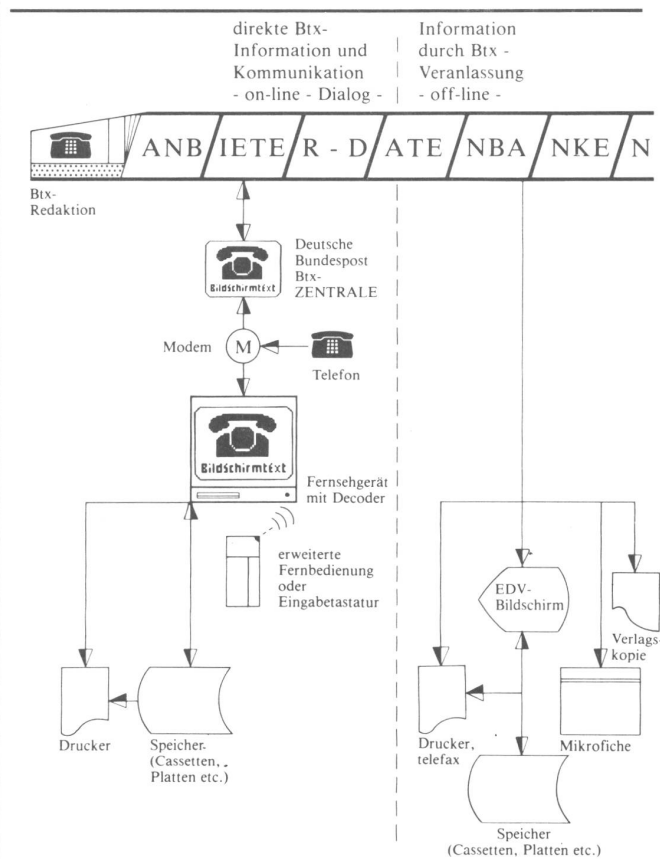 direkte Btx-
Information und
Kommunikation
- on-line - Dialog -
Information
durch Btx -
Veranlassung
- off-line -
ANB IETE R - D ATE NBA NKE N
Btx-
Redaktion
Deutsche
Bundespost
Btx-
ZENTRALE
Bildschirmtext
Modem
M
Telefon
Bildschirmtext
Fernsehgerät
mit Decoder
erweiterte
Fernbedienung
oder
Eingabetastatur
EDV-
Bildschirm
Verlags-
kopie
Drucker
Speicher
(Cassetten,
Platten etc.)
Drucker,
telefax
Mikrofiche
Speicher
(Cassetten, Platten etc.)